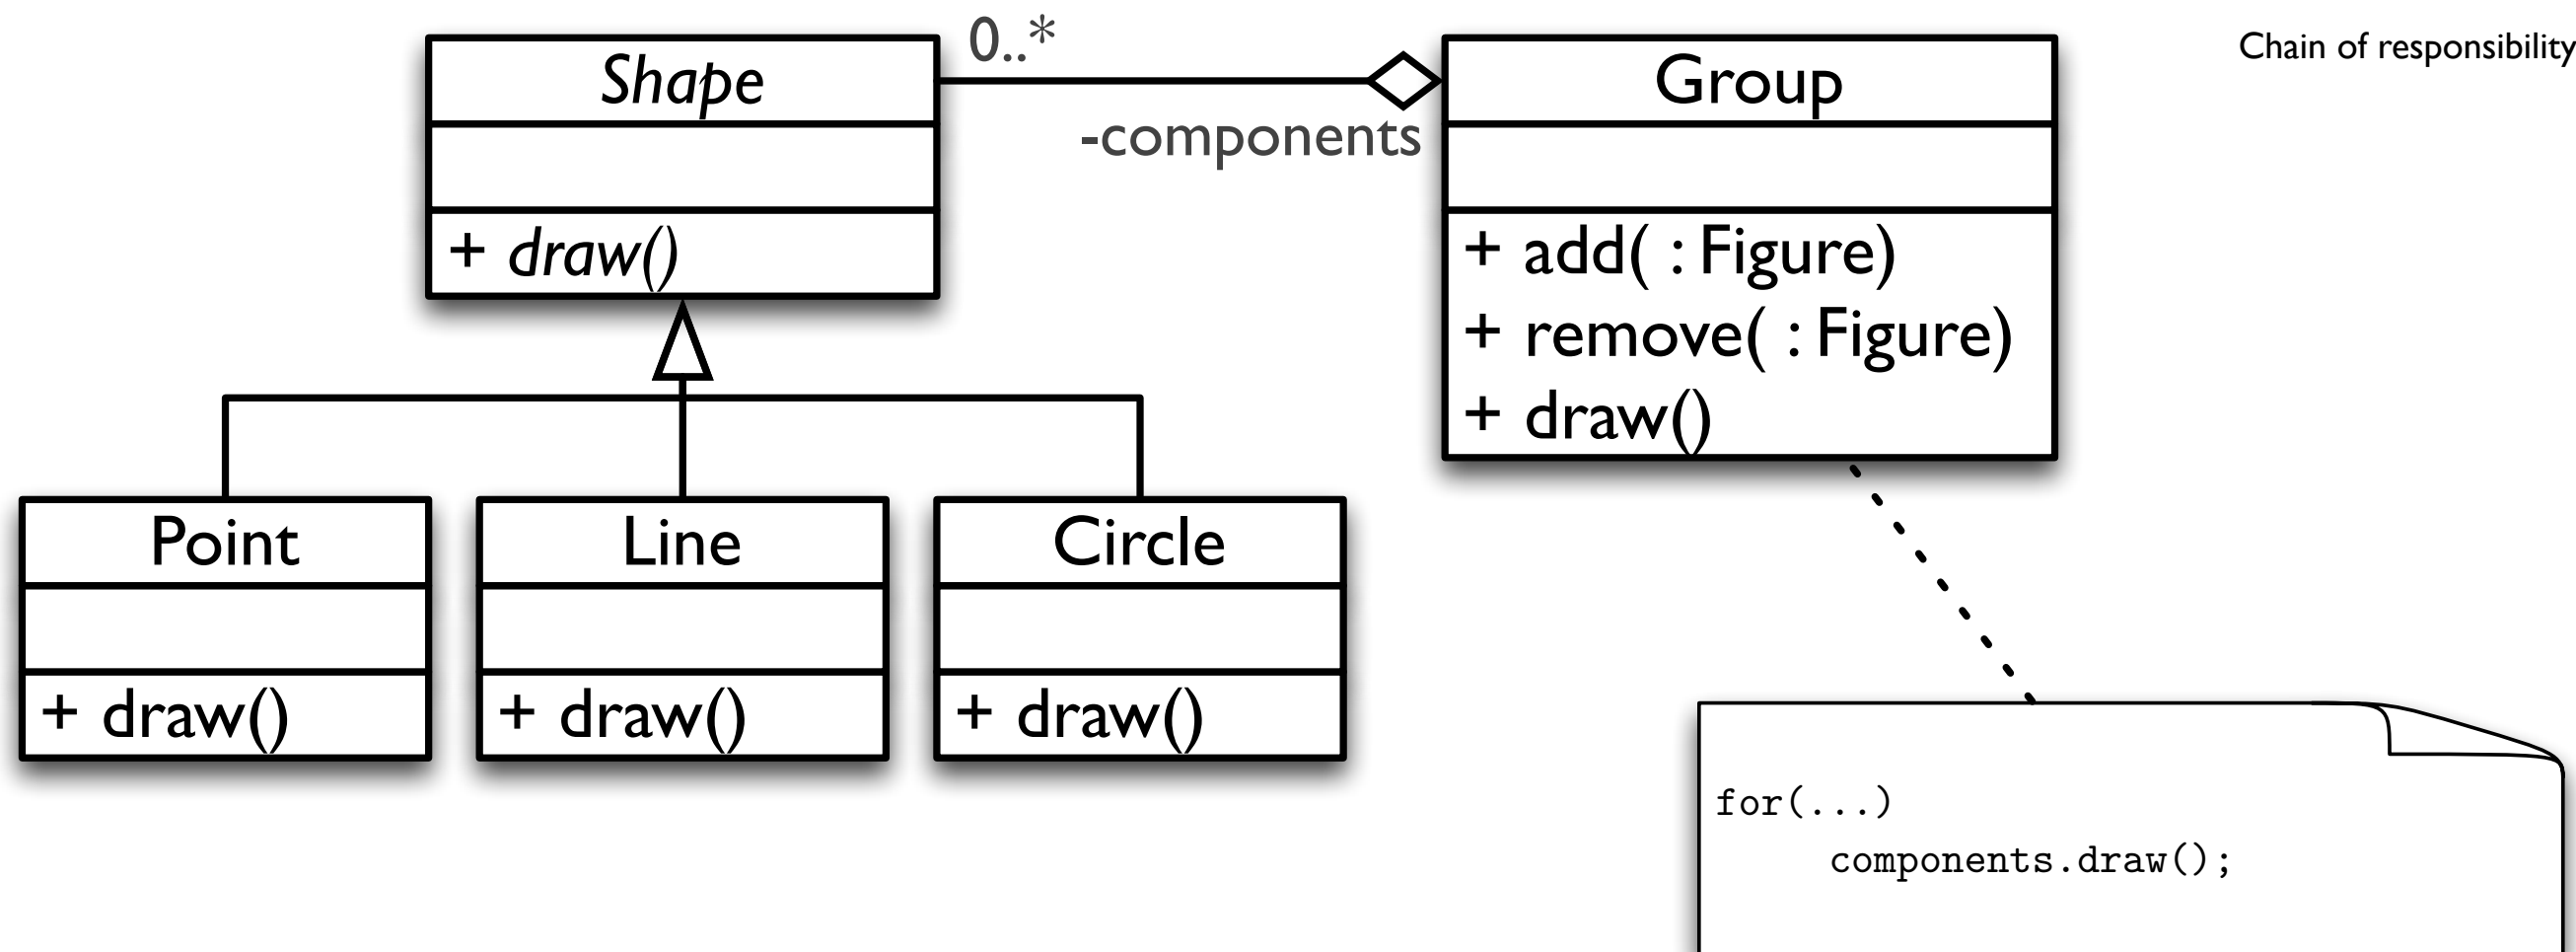 Shape
+ draw()
0..*
-components
Group
+ add( : Figure)
+ remove( : Figure)
+ draw()
Chain of responsibility
Point
+ draw()
Line
+ draw()
Circle
+ draw()
for(...)
components.draw();